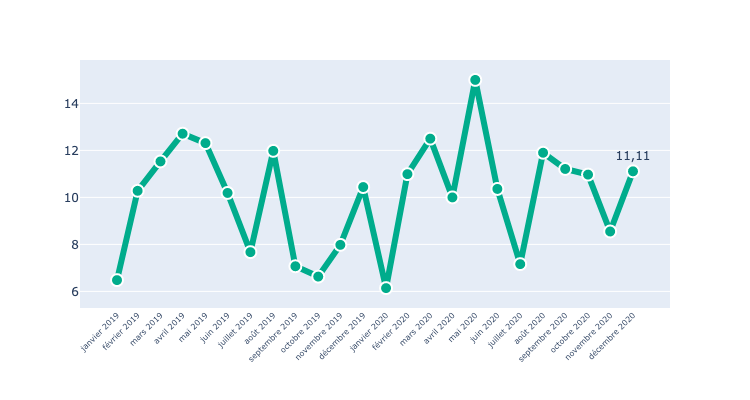 14
12
10
8
6
11,11
janvier 2019
février 2019
mars 2019
avril 2019
mai 2019
juin 2019
juillet 2019
août 2019
septembre 2019
octobre 2019
novembre 2019
décembre 2019
janvier 2020
février 2020
mars 2020
avril 2020
mai 2020
juin 2020
juillet 2020
août 2020
septembre 2020
octobre 2020
novembre 2020
décembre 2020